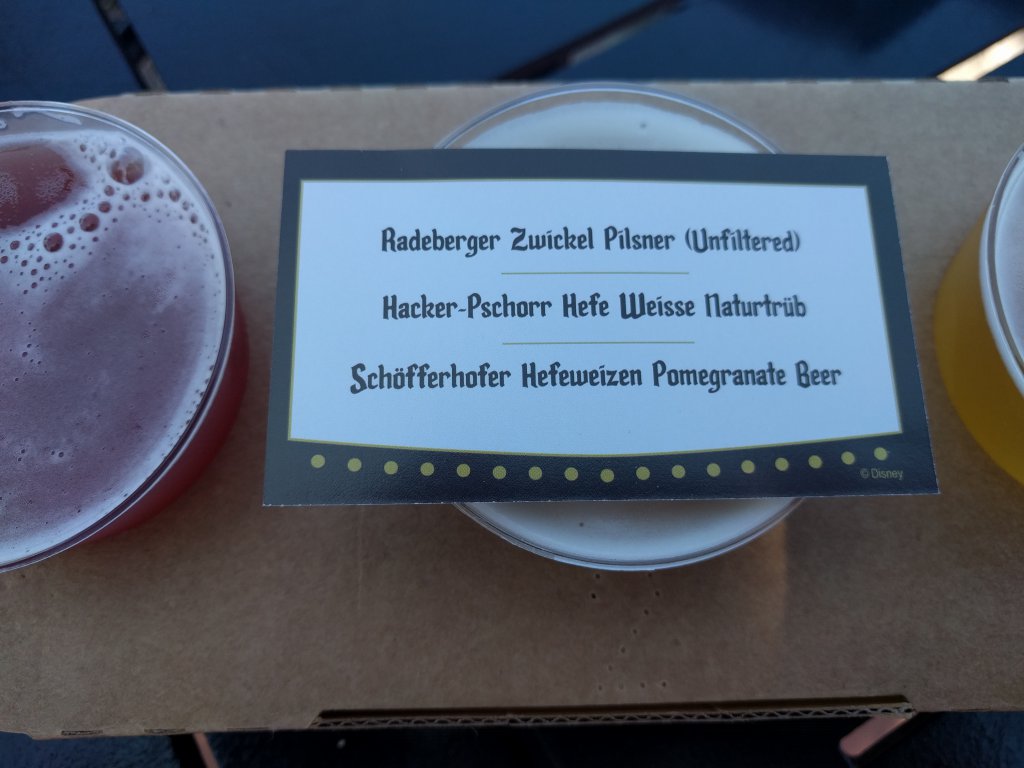 Radeberger Zwickel Pilsner (Unfiltered)
Hacker-Pschorr Hefe Weisse Naturtrüb
Schöfferhofer Hefeweizen Pomegranate Beer
© Disney